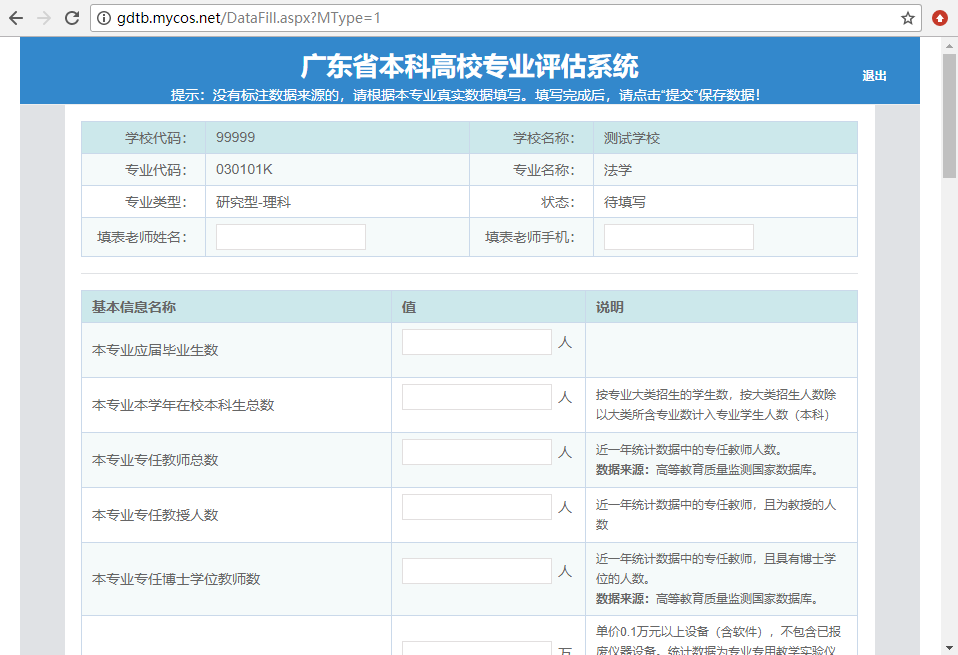 gdtb.mycos.net/DataFill.aspx?MType=1
广东省本科高校专业评估系统
退出
提示：没有标注数据来源的，请根据本专业真实数据填写。填写完成后，请点击“提交”保存数据！
学校代码： 99999 学校名称： 测试学校
专业代码： 030101K 专业名称： 法学
专业类型： 研究型-理科 状态： 待填写
填表老师姓名： 填表老师手机：
基本信息名称 值 说明
本专业应届毕业生数 人
本专业本学年在校本科生总数 人 按专业大类招生的学生数，按大类招生人数除
以大类所含专业数计入专业学生人数（本科）
本专业专任教师总数 人 近一年统计数据中的专任教师人数。
数据来源：高等教育质量监测国家数据库。
本专业专任教授人数 人 近一年统计数据中的专任教师，且为教授的人
数
本专业专任博士学位教师数 人 近一年统计数据中的专任教师，且具有博士学
位的人数。
数据来源：高等教育质量监测国家数据库。
单价0.1万元以上设备（含软件），不包含已报
万 废仪器设备。统计数据为专业专用教学实验仪